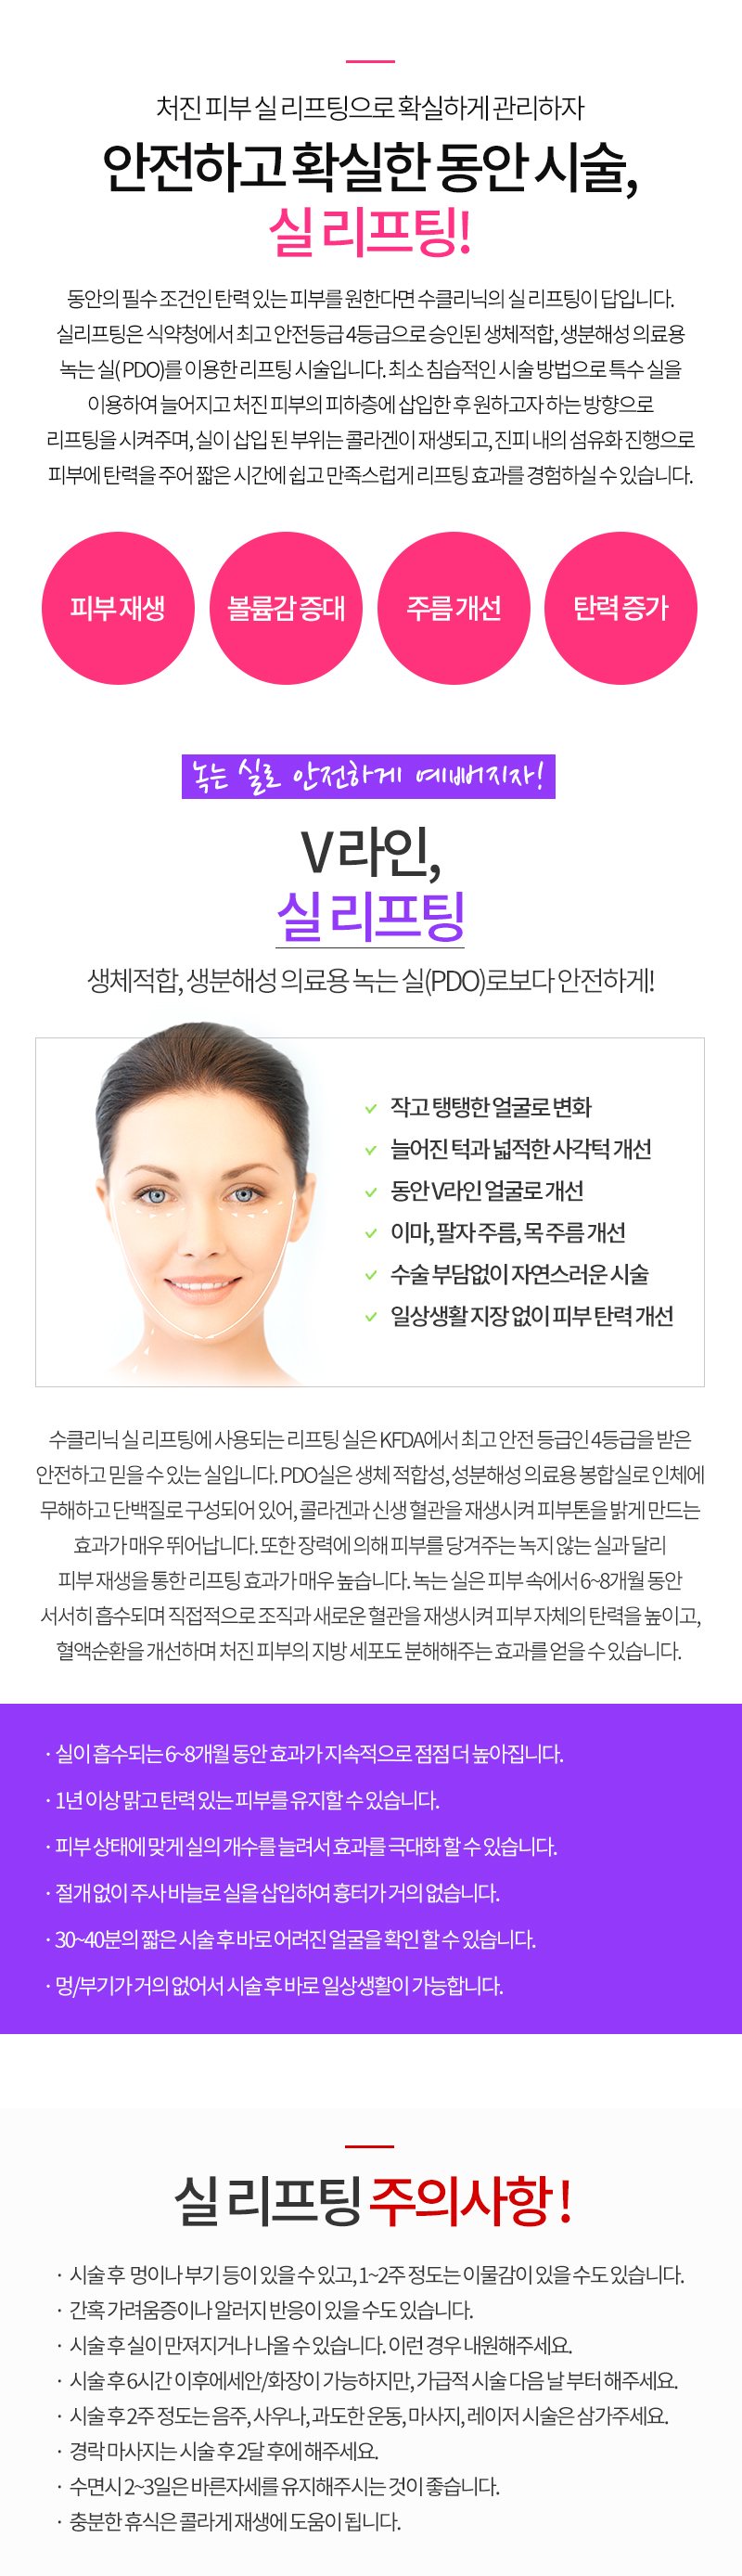 처진 피부 실 리프팅으로 확실하게 관리하자
안전하고 확실한 동안 시술,
실 리프팅!
동안의 필수 조건인 탄력 있는 피부를 원한다면 수클리닉의 실 리프팅이 답입니다.
실리프팅은 식약청에서 최고 안전등급 4등급으로 승인된 생체적합, 생분해성 의료용
녹는 실( PDO)를 이용한 리프팅 시술입니다. 최소 침습적인 시술 방법으로 특수 실을
이용하여 늘어지고 처진 피부의 피하층에 삽입한 후 원하고자 하는 방향으로
리프팅을 시켜주며, 실이 삽입 된 부위는 콜라겐이 재생되고, 진피 내의 섬유화 진행으로
피부에 탄력을 주어 짧은 시간에 쉽고 만족스럽게 리프팅 효과를 경험하실 수 있습니다.
피부 재생
볼륨감 증대
주름 개선
탄력 증가
녹는 실로 안전하게 예뻐지자!
V 라인,
실 리프팅
생체적합, 생분해성 의료용 녹는 실(PDO)로보다 안전하게!
작고 탱탱한 얼굴로 변화
늘어진 턱과 넓적한 사각턱 개선
동안 V라인 얼굴로 개선
이마, 팔자 주름, 목 주름 개선
수술 부담없이 자연스러운 시술
일상생활 지장 없이 피부 탄력 개선
수클리닉 실 리프팅에 사용되는 리프팅 실은 KFDA에서 최고 안전 등급인 4등급을 받은
안전하고 믿을 수 있는 실입니다. PDO실은 생체 적합성, 성분해성 의료용 봉합실로 인체에
무해하고 단백질로 구성되어 있어, 콜라겐과 신생 혈관을 재생시켜 피부톤을 밝게 만드는
효과가 매우 뛰어납니다. 또한 장력에 의해 피부를 당겨주는 녹지 않는 실과 달리
피부 재생을 통한 리프팅 효과가 매우 높습니다. 녹는 실은 피부 속에서 6~8개월 동안
서서히 흡수되며 직접적으로 조직과 새로운 혈관을 재생시켜 피부 자체의 탄력을 높이고,
혈액순환을 개선하며 처진 피부의 지방 세포도 분해해주는 효과를 얻을 수 있습니다.
· 실이 흡수되는 6~8개월 동안 효과가 지속적으로 점점 더 높아집니다.
· 1년 이상 맑고 탄력 있는 피부를 유지할 수 있습니다.
· 피부 상태에 맞게 실의 개수를 늘려서 효과를 극대화 할 수 있습니다.
· 절개 없이 주사 바늘로 실을 삽입하여 흉터가 거의 없습니다.
· 30~40분의 짧은 시술 후 바로 어려진 얼굴을 확인 할 수 있습니다.
· 멍/부기가 거의 없어서 시술 후 바로 일상생활이 가능합니다.
실 리프팅 주의사항 !
· 시술 후 멍이나 부기 등이 있을 수 있고, 1~2주 정도는 이물감이 있을 수도 있습니다.
· 간혹 가려움증이나 알러지 반응이 있을 수도 있습니다.
· 시술 후 실이 만져지거나 나올 수 있습니다. 이런 경우 내원해주세요.
· 시술 후 6시간 이후에세안/화장이 가능하지만, 가급적 시술 다음 날 부터 해주세요.
· 시술 후 2주 정도는 음주, 사우나, 과도한 운동, 마사지, 레이저 시술은 삼가주세요.
· 경락 마사지는 시술 후 2달 후에 해주세요.
· 수면시 2~3일은 바른자세를 유지해주시는 것이 좋습니다.
· 충분한 휴식은 콜라게 재생에 도움이 됩니다.